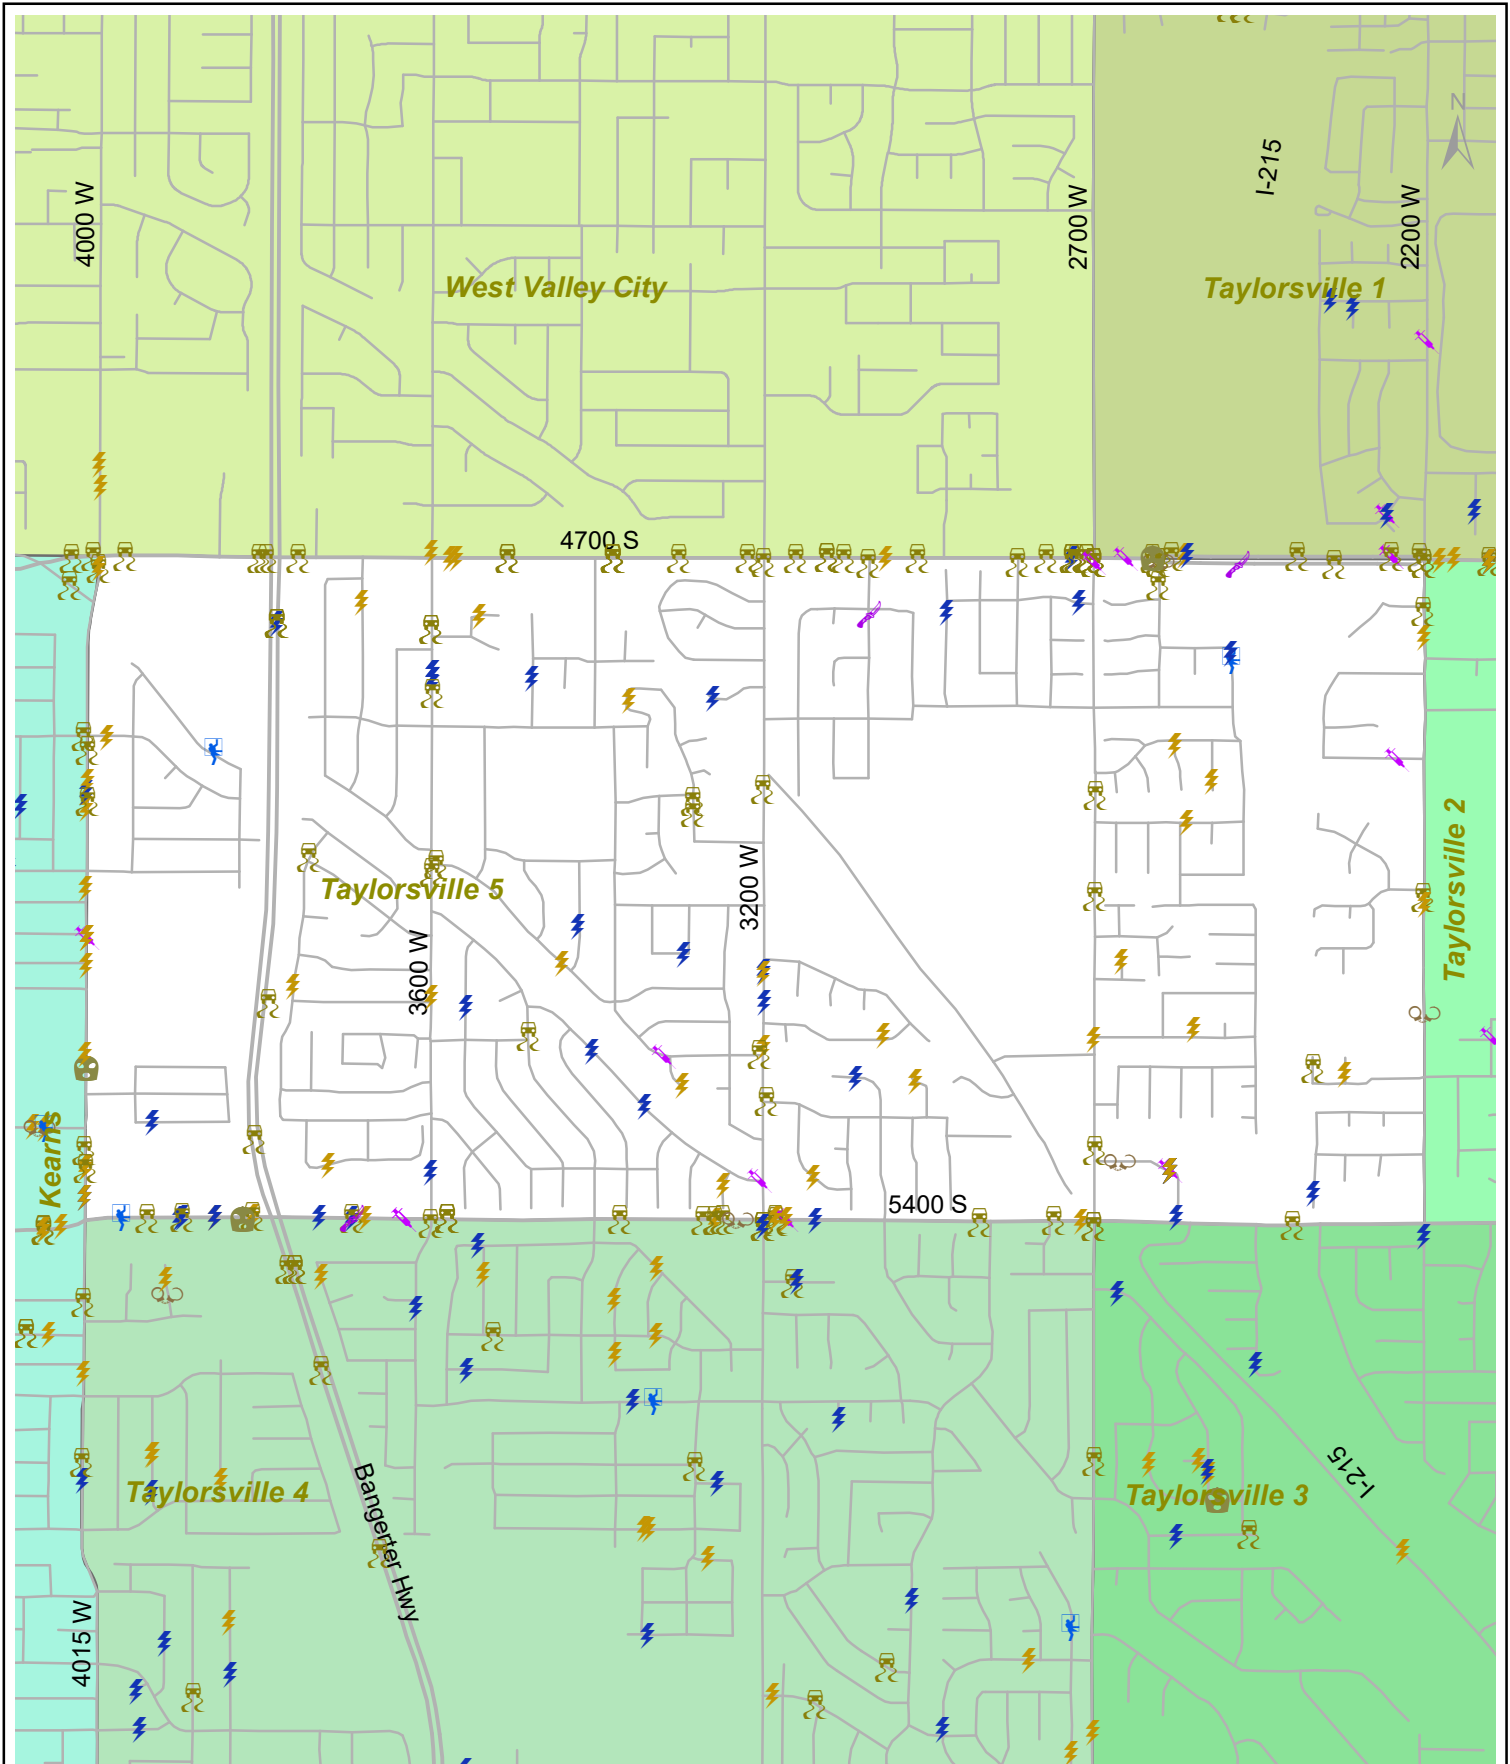 N
I-215
4000 W
2700 W
2200 W
West Valley City
Taylorsville 1
4700 S
Taylorsville 2
3200 W
Taylorsville 5
3600 W
Kearns
5400 S
I-215
Taylorsville 4
Taylorsville 3
Bangerter Hwy
4015 W